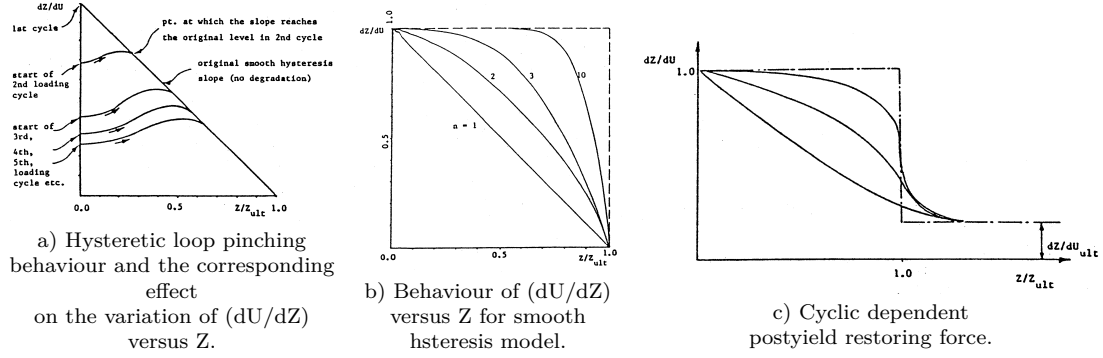 dZ/dU
1st cycle
pt. at which the slope reaches
the original level in 2nd cycle
original smooth hysteresis
slope (no degradation)
start of
2nd loading
cycle
start of
3rd,
4th,
5th,
loading
cycle etc.
0.0
0.5
1.0
Z/Zult
a) Hysteretic loop pinching
behaviour and the corresponding
effect
on the variation of (dU/dZ)
versus Z.
1.0
dZ/dU
2
3
10
n = 1
0.5
0.0
0.5
1.0
Z/Zult
b) Behaviour of (dU/dZ)
versus Z for smooth
hsteresis model.
dZ/dU
1.0
dZ/dUult
1.0
Z/Zult
c) Cyclic dependent
postyield restoring force.